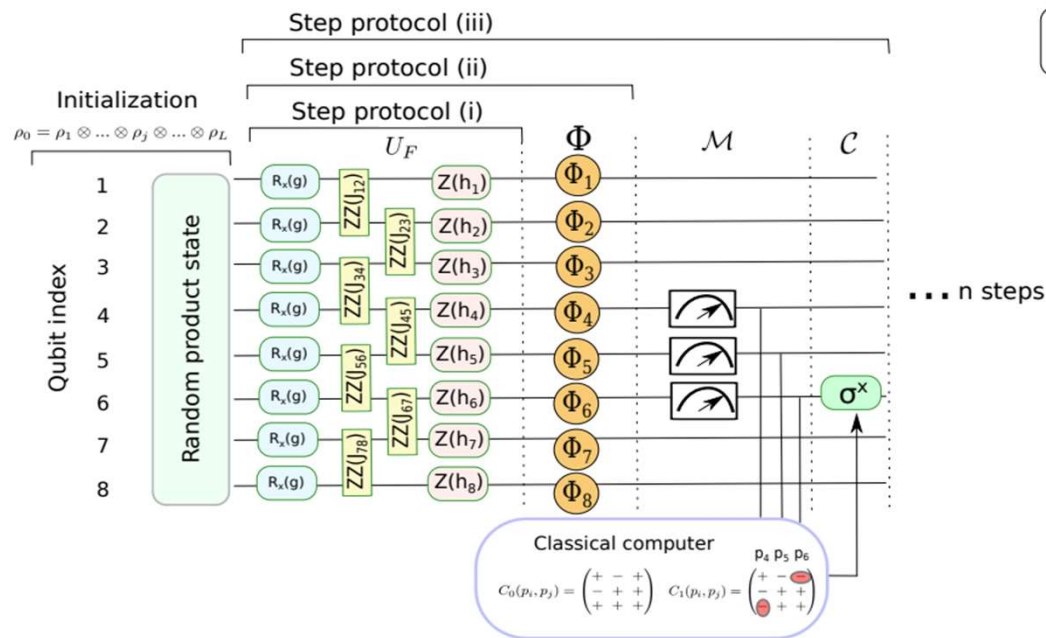 Step protocol (iii)
Step protocol (ii)
Initialization
Step protocol (i)
ρ₀ = ρ₁ ⊗ ... ⊗ ρⱼ ⊗ ... ⊗ ρ_L
U_F
Φ
ℳ
𝒞
Qubit index
1
2
3
4
5
6
7
8
Random product state
Rₓ(g)
Rₓ(g)
Rₓ(g)
Rₓ(g)
Rₓ(g)
Rₓ(g)
Rₓ(g)
Rₓ(g)
ZZ(J₁₂)
ZZ(J₃₄)
ZZ(J₅₆)
ZZ(J₇₈)
ZZ(J₂₃)
ZZ(J₄₅)
ZZ(J₆₇)
Z(h₁)
Z(h₂)
Z(h₃)
Z(h₄)
Z(h₅)
Z(h₆)
Z(h₇)
Z(h₈)
Φ₁
Φ₂
Φ₃
Φ₄
Φ₅
Φ₆
Φ₇
Φ₈
σˣ
... n steps
Classical computer
p₄ p₅ p₆
C₀(pᵢ, pⱼ) =
+ − +
− + +
+ + +
C₁(pᵢ, pⱼ) =
+ − −
− + +
− + +